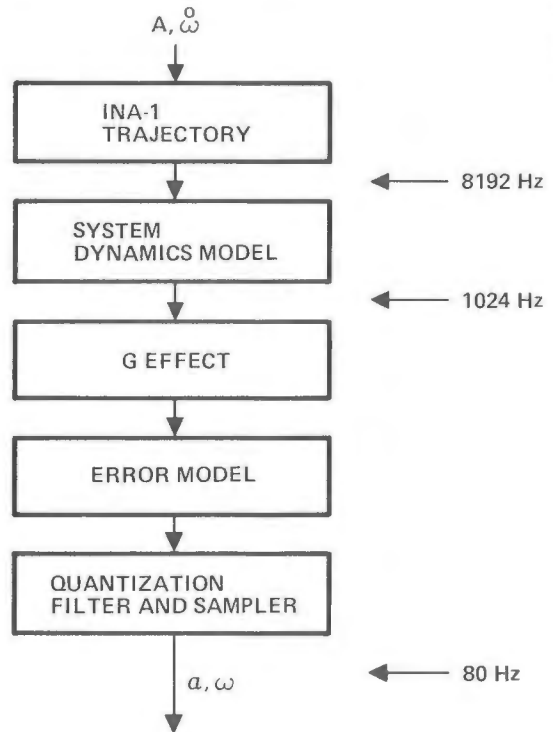 A, ω̊
INA-1
TRAJECTORY
8192 Hz
SYSTEM
DYNAMICS MODEL
1024 Hz
G EFFECT
ERROR MODEL
QUANTIZATION
FILTER AND SAMPLER
a, ω
80 Hz